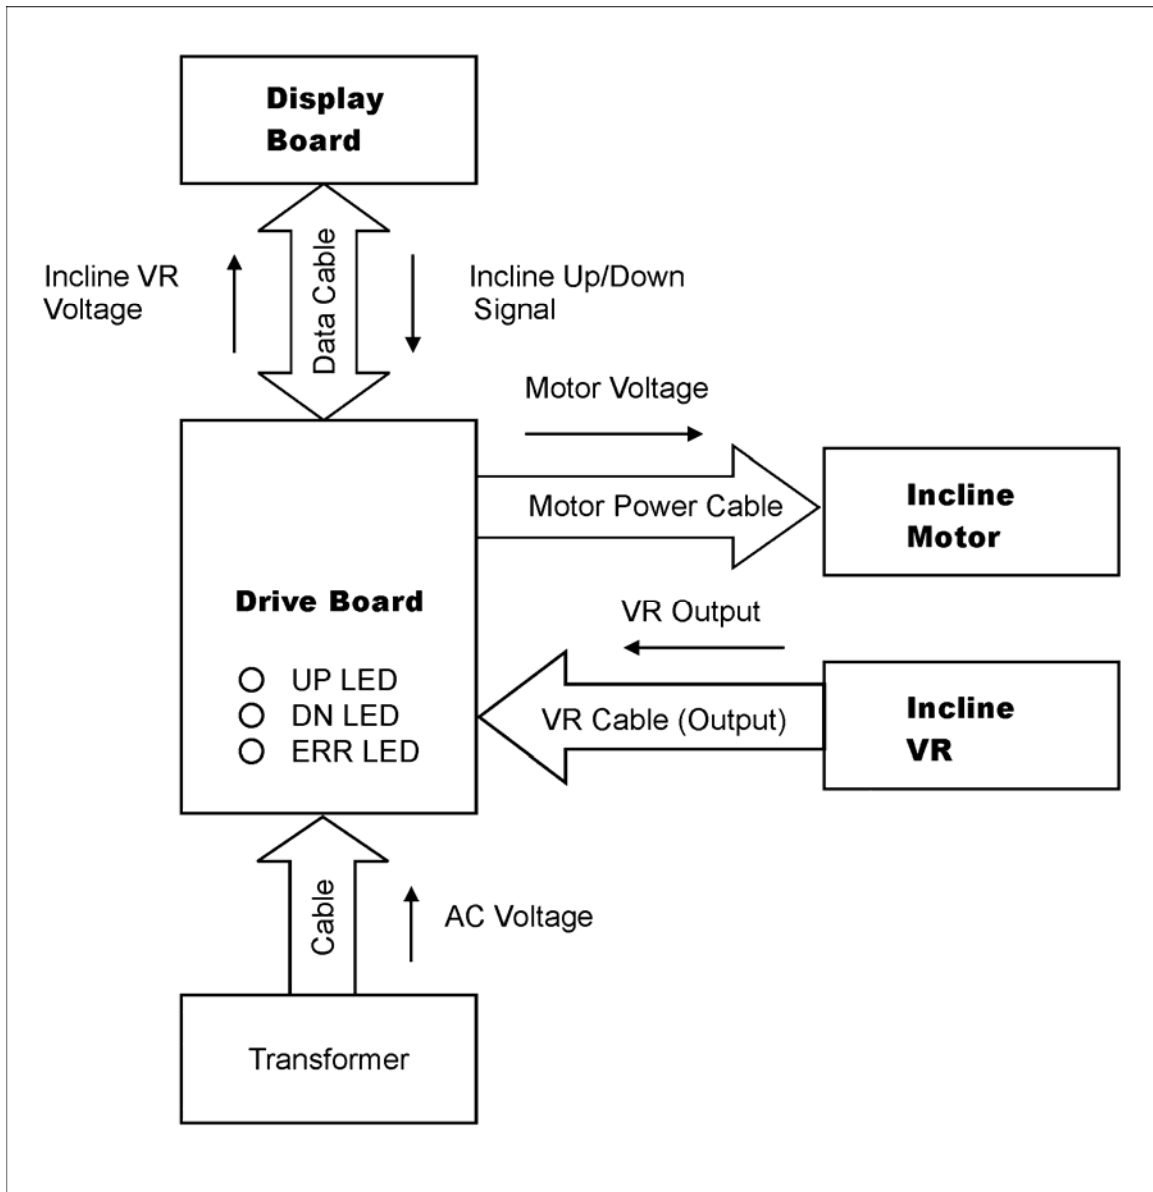 Display
Board
Incline VR
Voltage
Data Cable
Incline Up/Down
Signal
Motor Voltage
Motor Power Cable
Incline
Motor
Drive Board
UP LED
DN LED
ERR LED
VR Output
VR Cable (Output)
Incline
VR
Cable
AC Voltage
Transformer